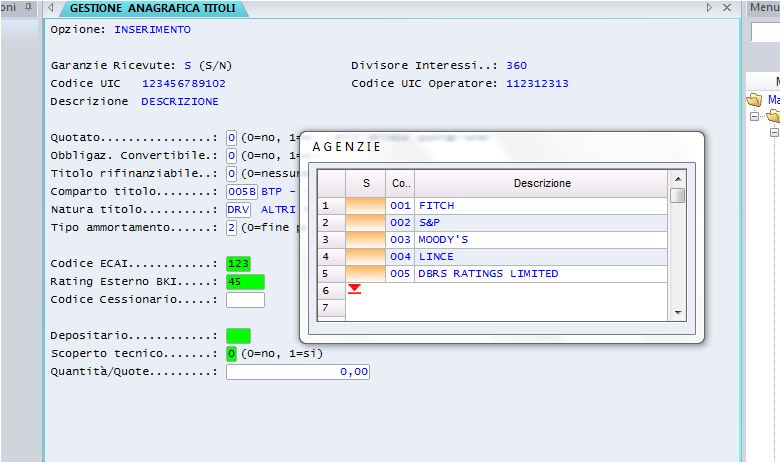 oni
GESTIONE ANAGRAFICA TITOLI
Menu
Opzione: INSERIMENTO
Garanzie Ricevute: S (S/N) Divisore Interessi..: 360
Codice UIC 123456789102 Codice UIC Operatore: 112312313
Descrizione DESCRIZIONE
Ma
Quotato...............: 0 (0=no, 1=
Obbligaz. Convertibile.: 0 (0=no, 1=
Titolo rifinanziabile..: 0 (0=nessun
Comparto titolo........: 005B BTP -
Natura titolo..........: DRV ALTRI
Tipo ammortamento......: 2 (0=fine p
Codice ECAI............: 123
Rating Esterno BKI.....: 45
Codice Cessionario.....:
Depositario............:
Scoperto tecnico.......: 0 (0=no, 1=si)
Quantità/Quote.........: 0,00
AGENZIE
S Co.. Descrizione
1 001 FITCH
2 002 S&P
3 003 MOODY'S
4 004 LINCE
5 005 DBRS RATINGS LIMITED
6
7